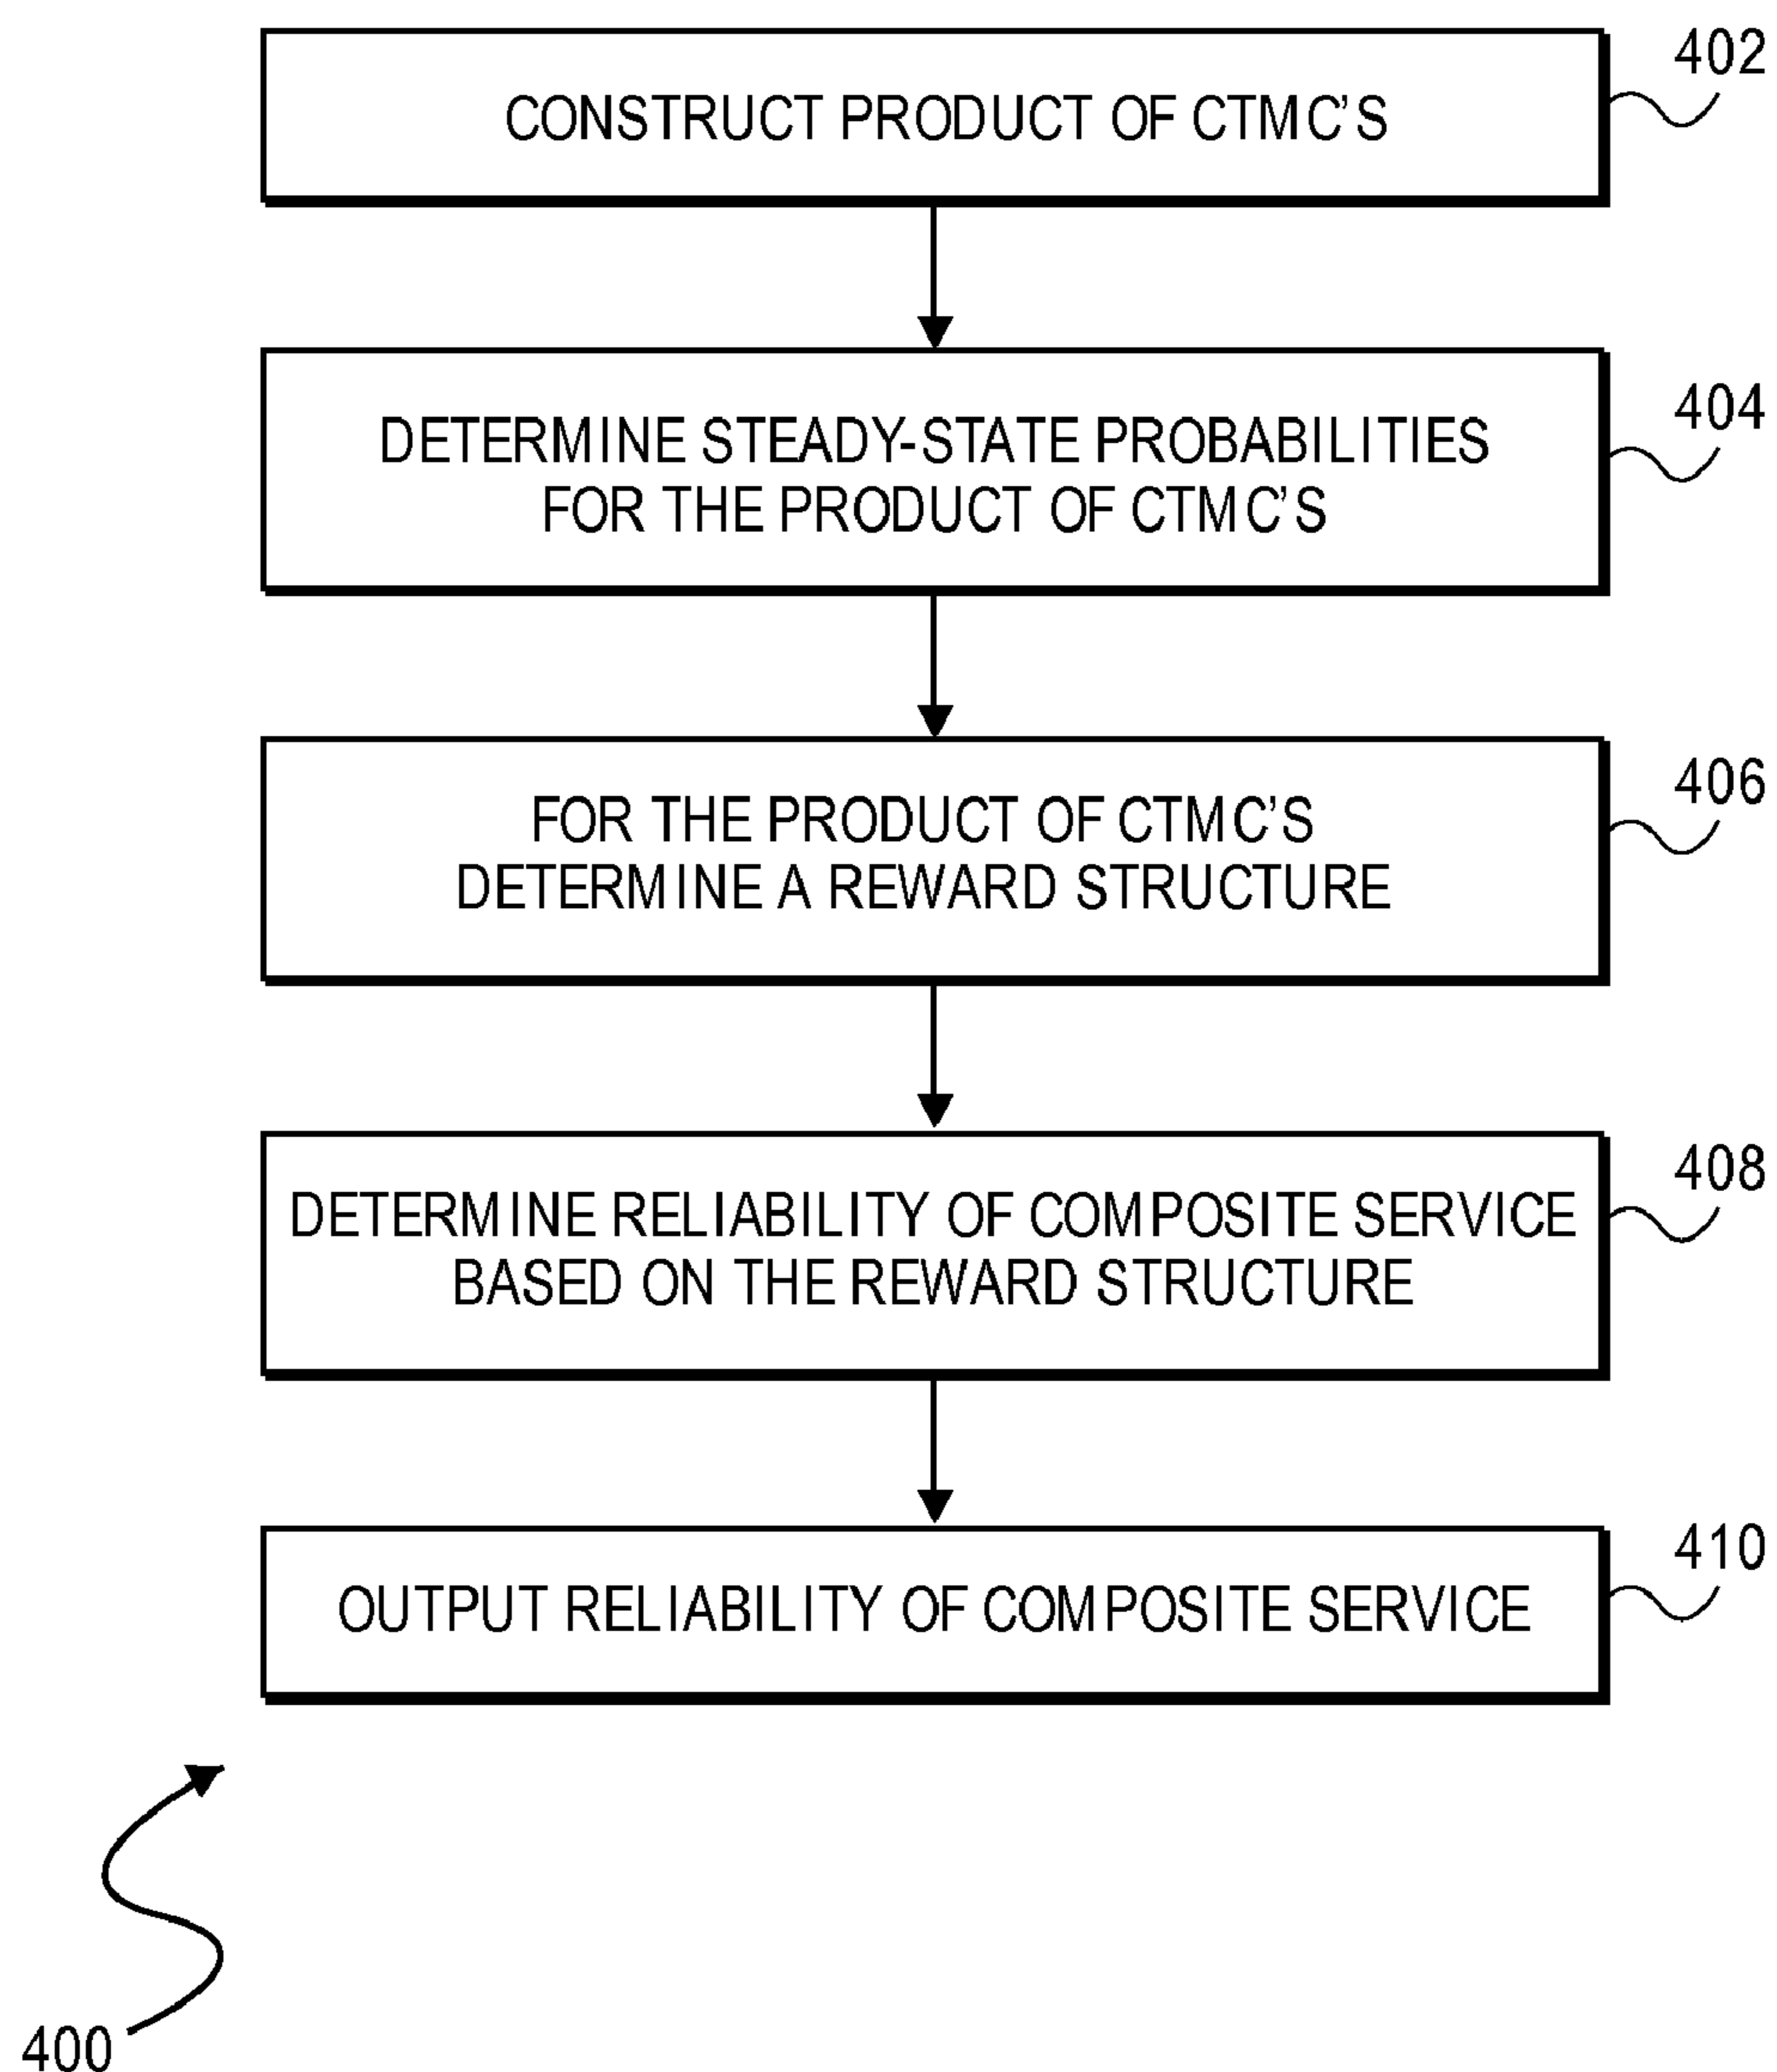 402
CONSTRUCT PRODUCT OF CTMC'S
404
DETERMINE STEADY-STATE PROBABILITIES
FOR THE PRODUCT OF CTMC'S
406
FOR THE PRODUCT OF CTMC'S
DETERMINE A REWARD STRUCTURE
408
DETERMINE RELIABILITY OF COMPOSITE SERVICE
BASED ON THE REWARD STRUCTURE
410
OUTPUT RELIABILITY OF COMPOSITE SERVICE
400